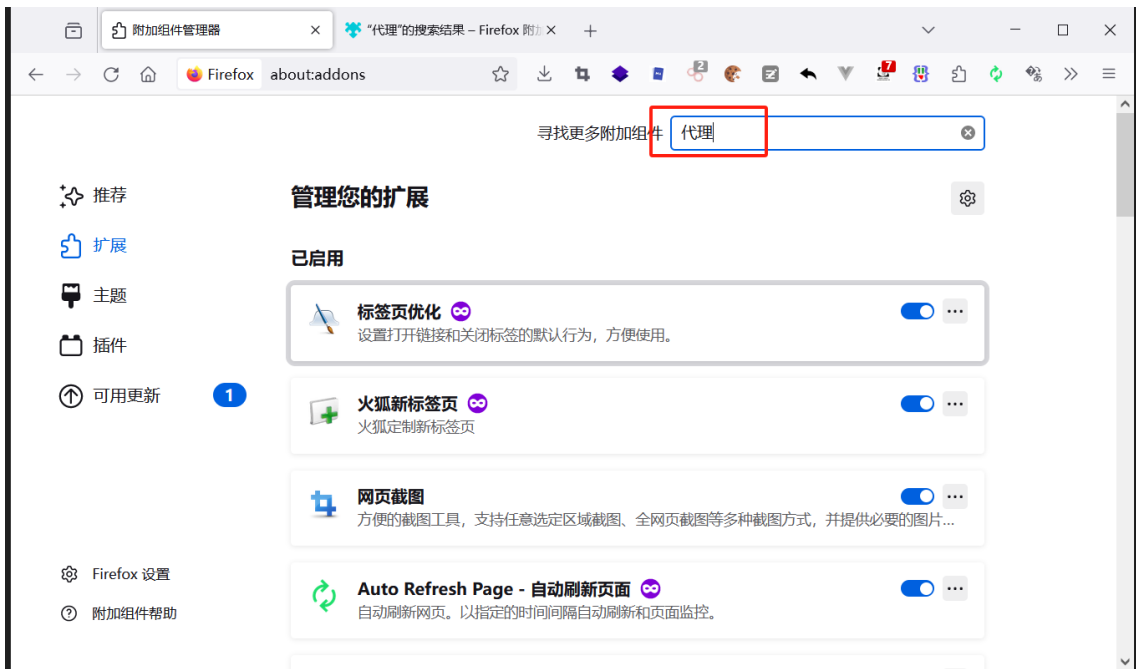 附加组件管理器
“代理”的搜索结果 – Firefox 附加
Firefox about:addons
2
7
寻找更多附加组件 代理
推荐
管理您的扩展
扩展
已启用
主题
标签页优化
设置打开链接和关闭标签的默认行为，方便使用。
插件
可用更新 1
火狐新标签页
火狐定制新标签页
网页截图
方便的截图工具，支持任意选定区域截图、全网页截图等多种截图方式，并提供必要的图片…
Firefox 设置
Auto Refresh Page - 自动刷新页面
自动刷新网页。以指定的时间间隔自动刷新和页面监控。
附加组件帮助